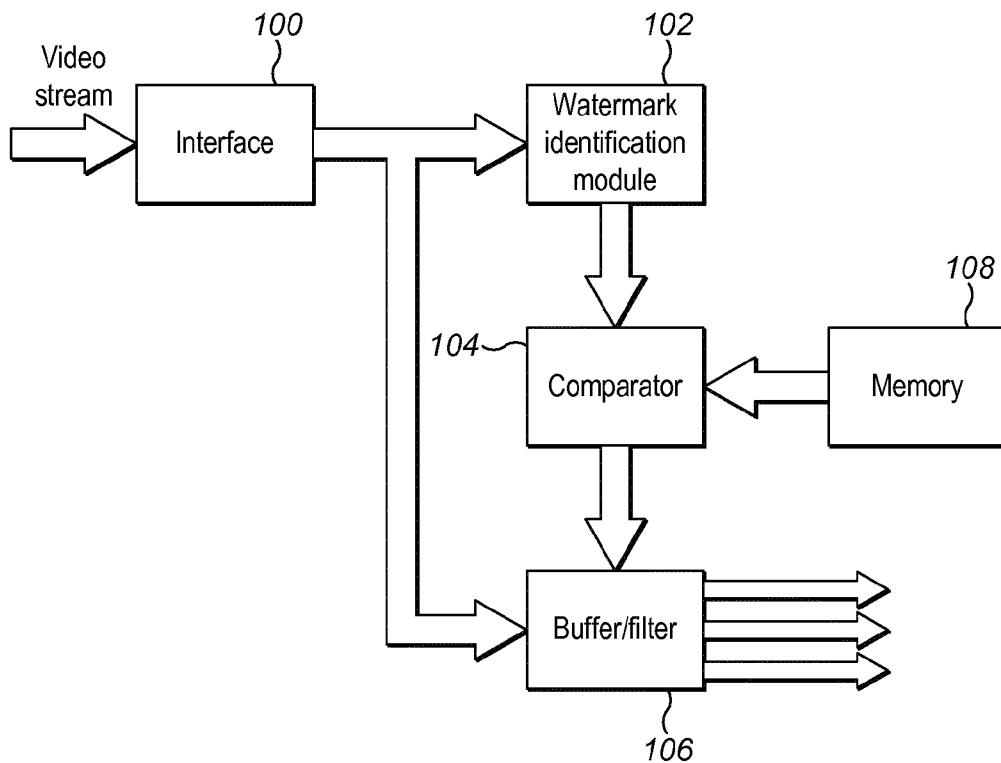 100
102
Video
stream
Interface
Watermark
identification
module
108
104
Comparator
Memory
Buffer/filter
106